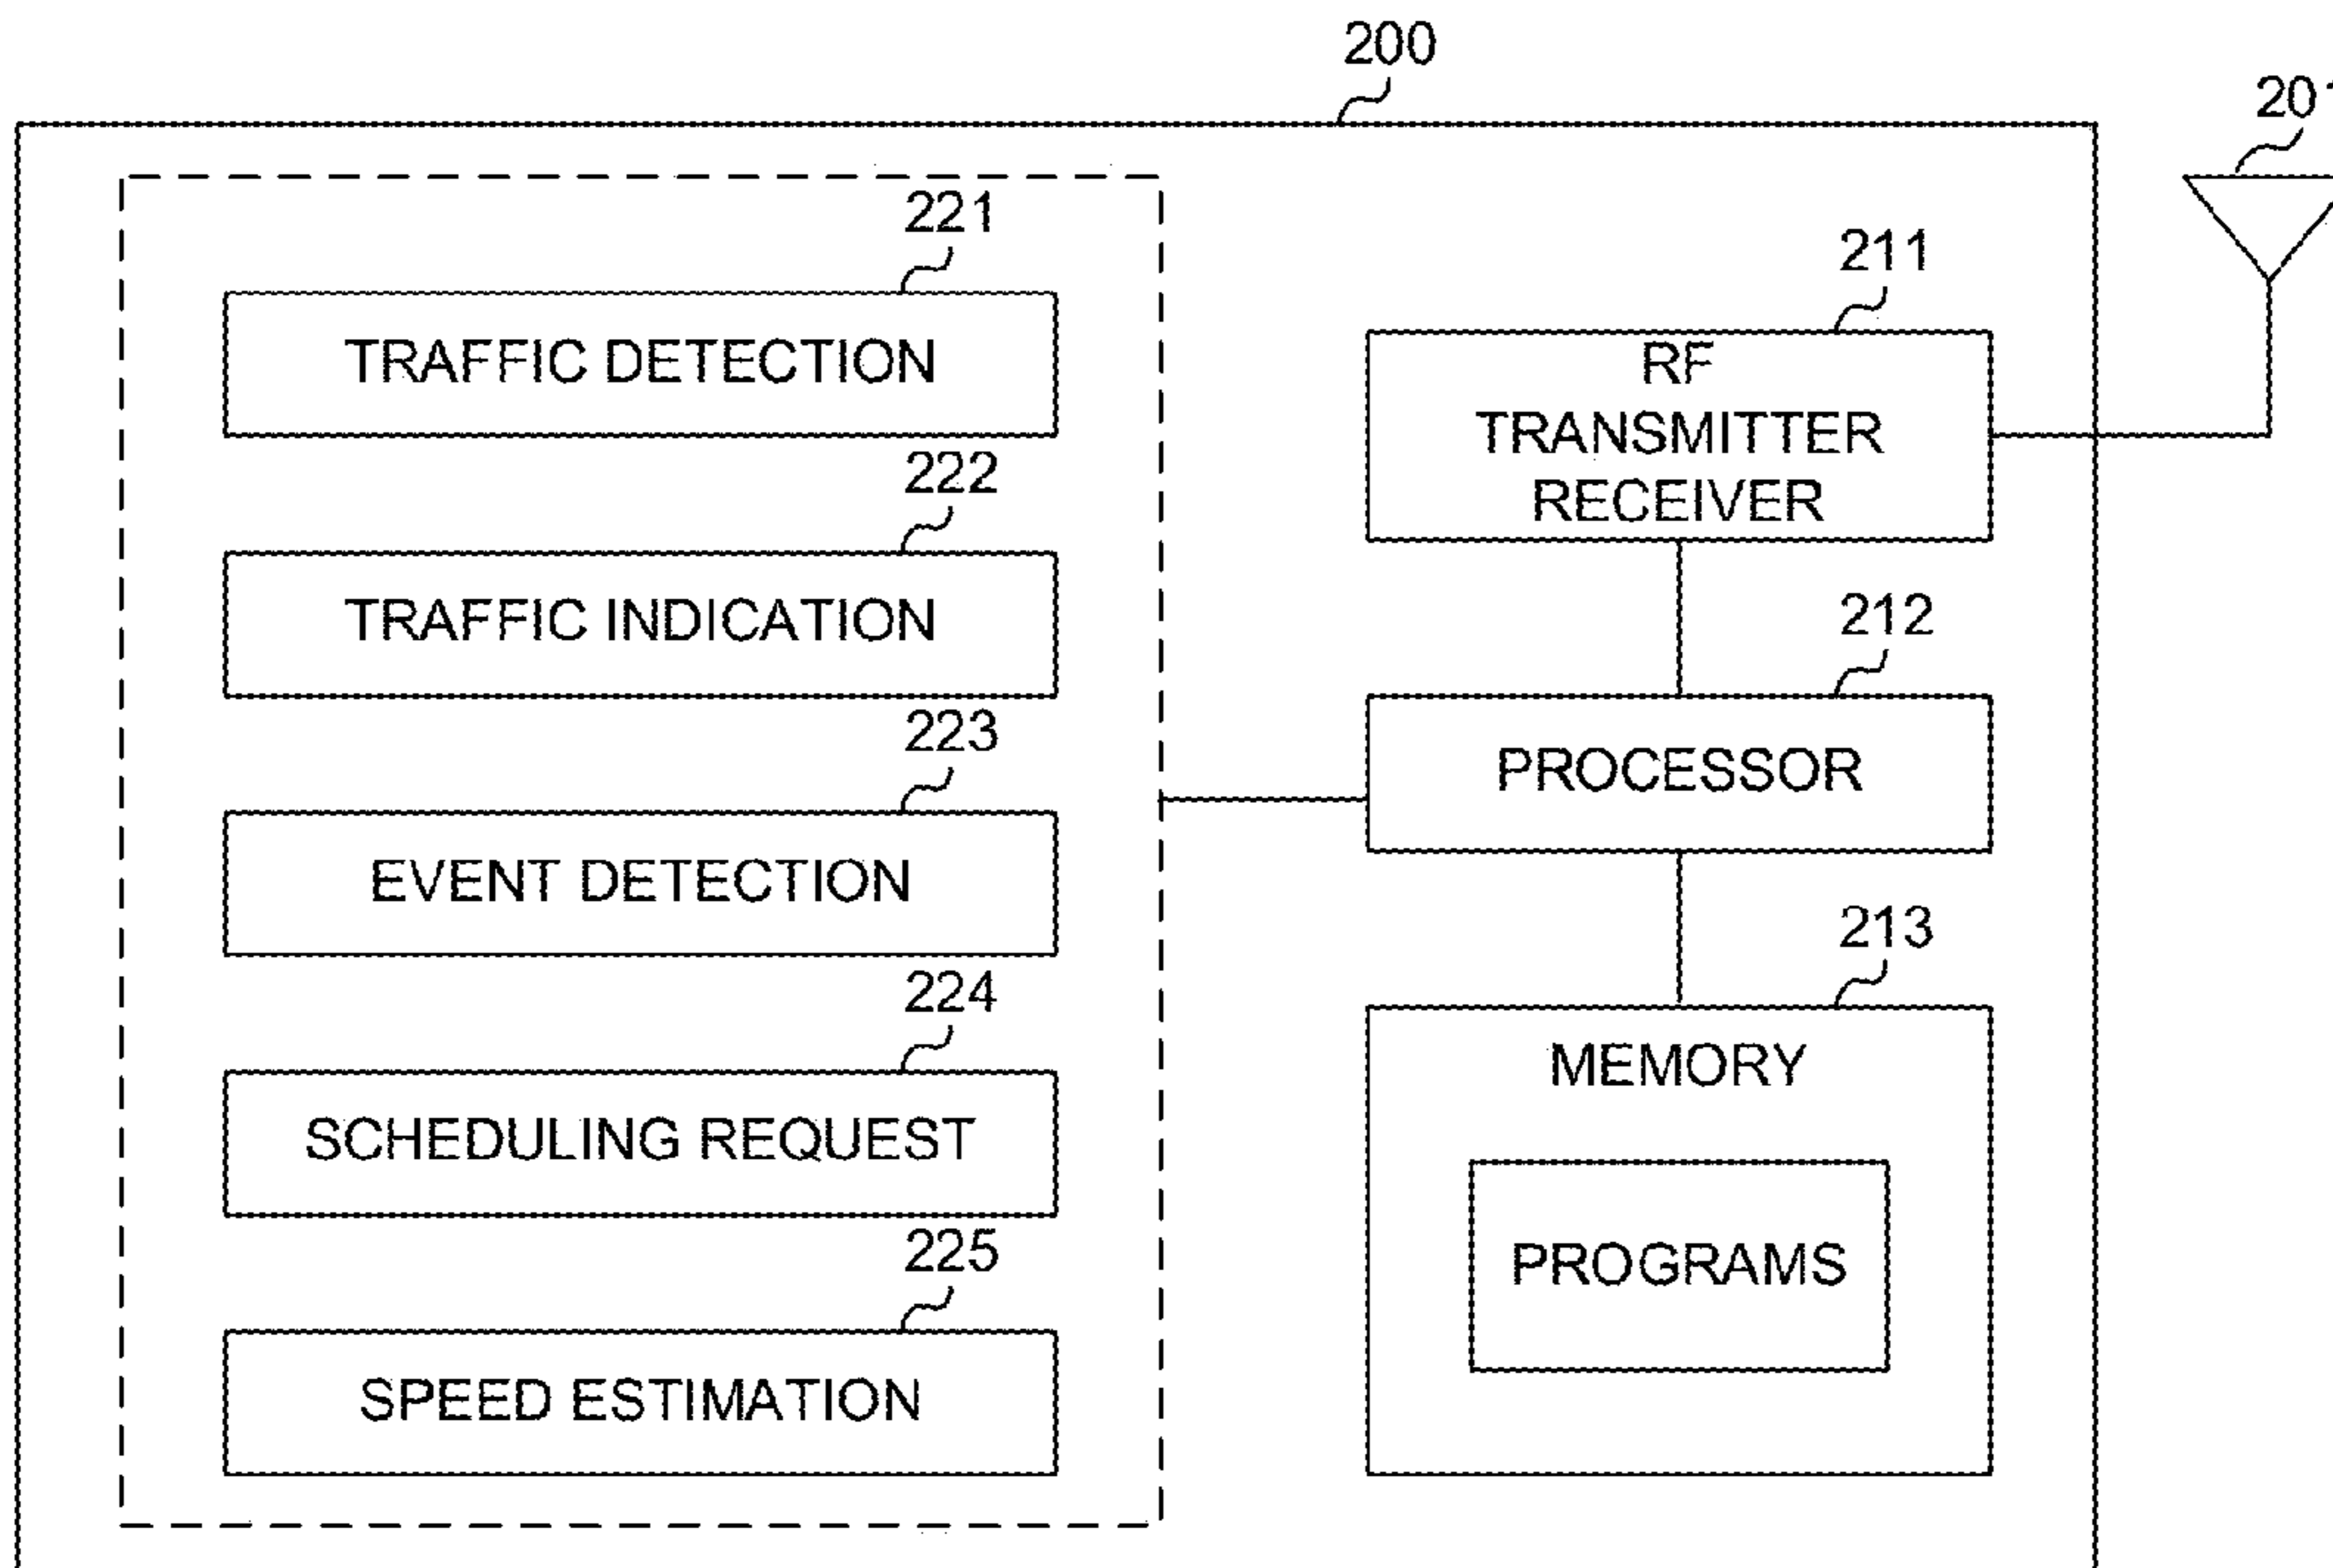 200
201
221
TRAFFIC DETECTION
222
TRAFFIC INDICATION
223
EVENT DETECTION
224
SCHEDULING REQUEST
225
SPEED ESTIMATION
211
RF
TRANSMITTER
RECEIVER
212
PROCESSOR
213
MEMORY
PROGRAMS